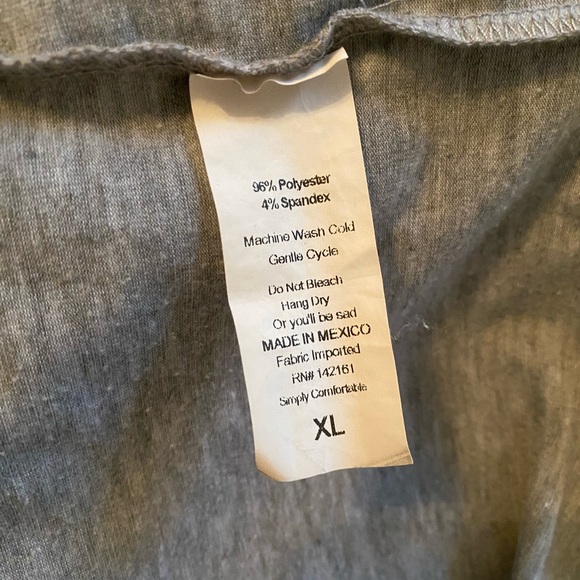 96% Polyester
4% Spandex
Machine Wash Cold
Gentle Cycle
Do Not Bleach
Hang Dry
Or you'll be sad
MADE IN MEXICO
Fabric Imported
RN# 142161
Simply Comfortable
XL